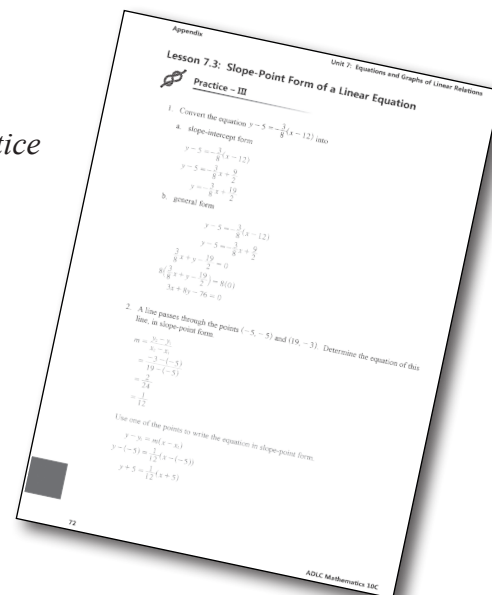 tice
Appendix
Unit 7: Equations and Graphs of Linear Relations
Lesson 7.3: Slope-Point Form of a Linear Equation
Practice – III
1. Convert the equation y − 5 = −3/8(x − 12) into
a. slope-intercept form
y − 5 = −3/8(x − 12)
y − 5 = −3/8x + 9/2
y = −3/8x + 19/2
b. general form
y − 5 = −3/8(x − 12)
y − 5 = −3/8x + 9/2
3/8x + y − 19/2 = 0
8(3/8x + y − 19/2) = 8(0)
3x + 8y − 76 = 0
2. A line passes through the points (−5, −5) and (19, −3). Determine the equation of this
line, in slope-point form.
m = y₂ − y₁/x₂ − x₁
= −3 − (−5)/19 − (−5)
= 2/24
= 1/12
Use one of the points to write the equation in slope-point form.
y − y₁ = m(x − x₁)
y − (−5) = 1/12(x − (−5))
y + 5 = 1/12(x + 5)
72
ADLC Mathematics 10C